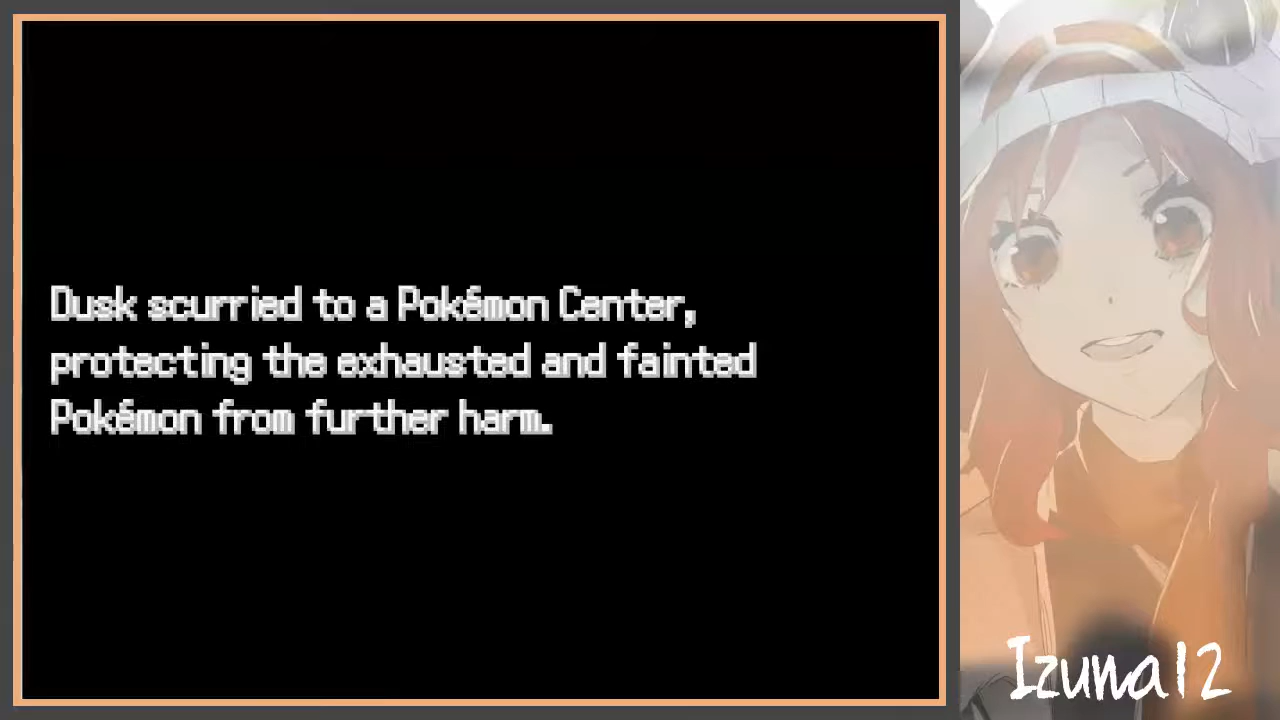 Dusk scurried to a Pokémon Center,
protecting the exhausted and fainted
Pokémon from further harm.
Izuna12